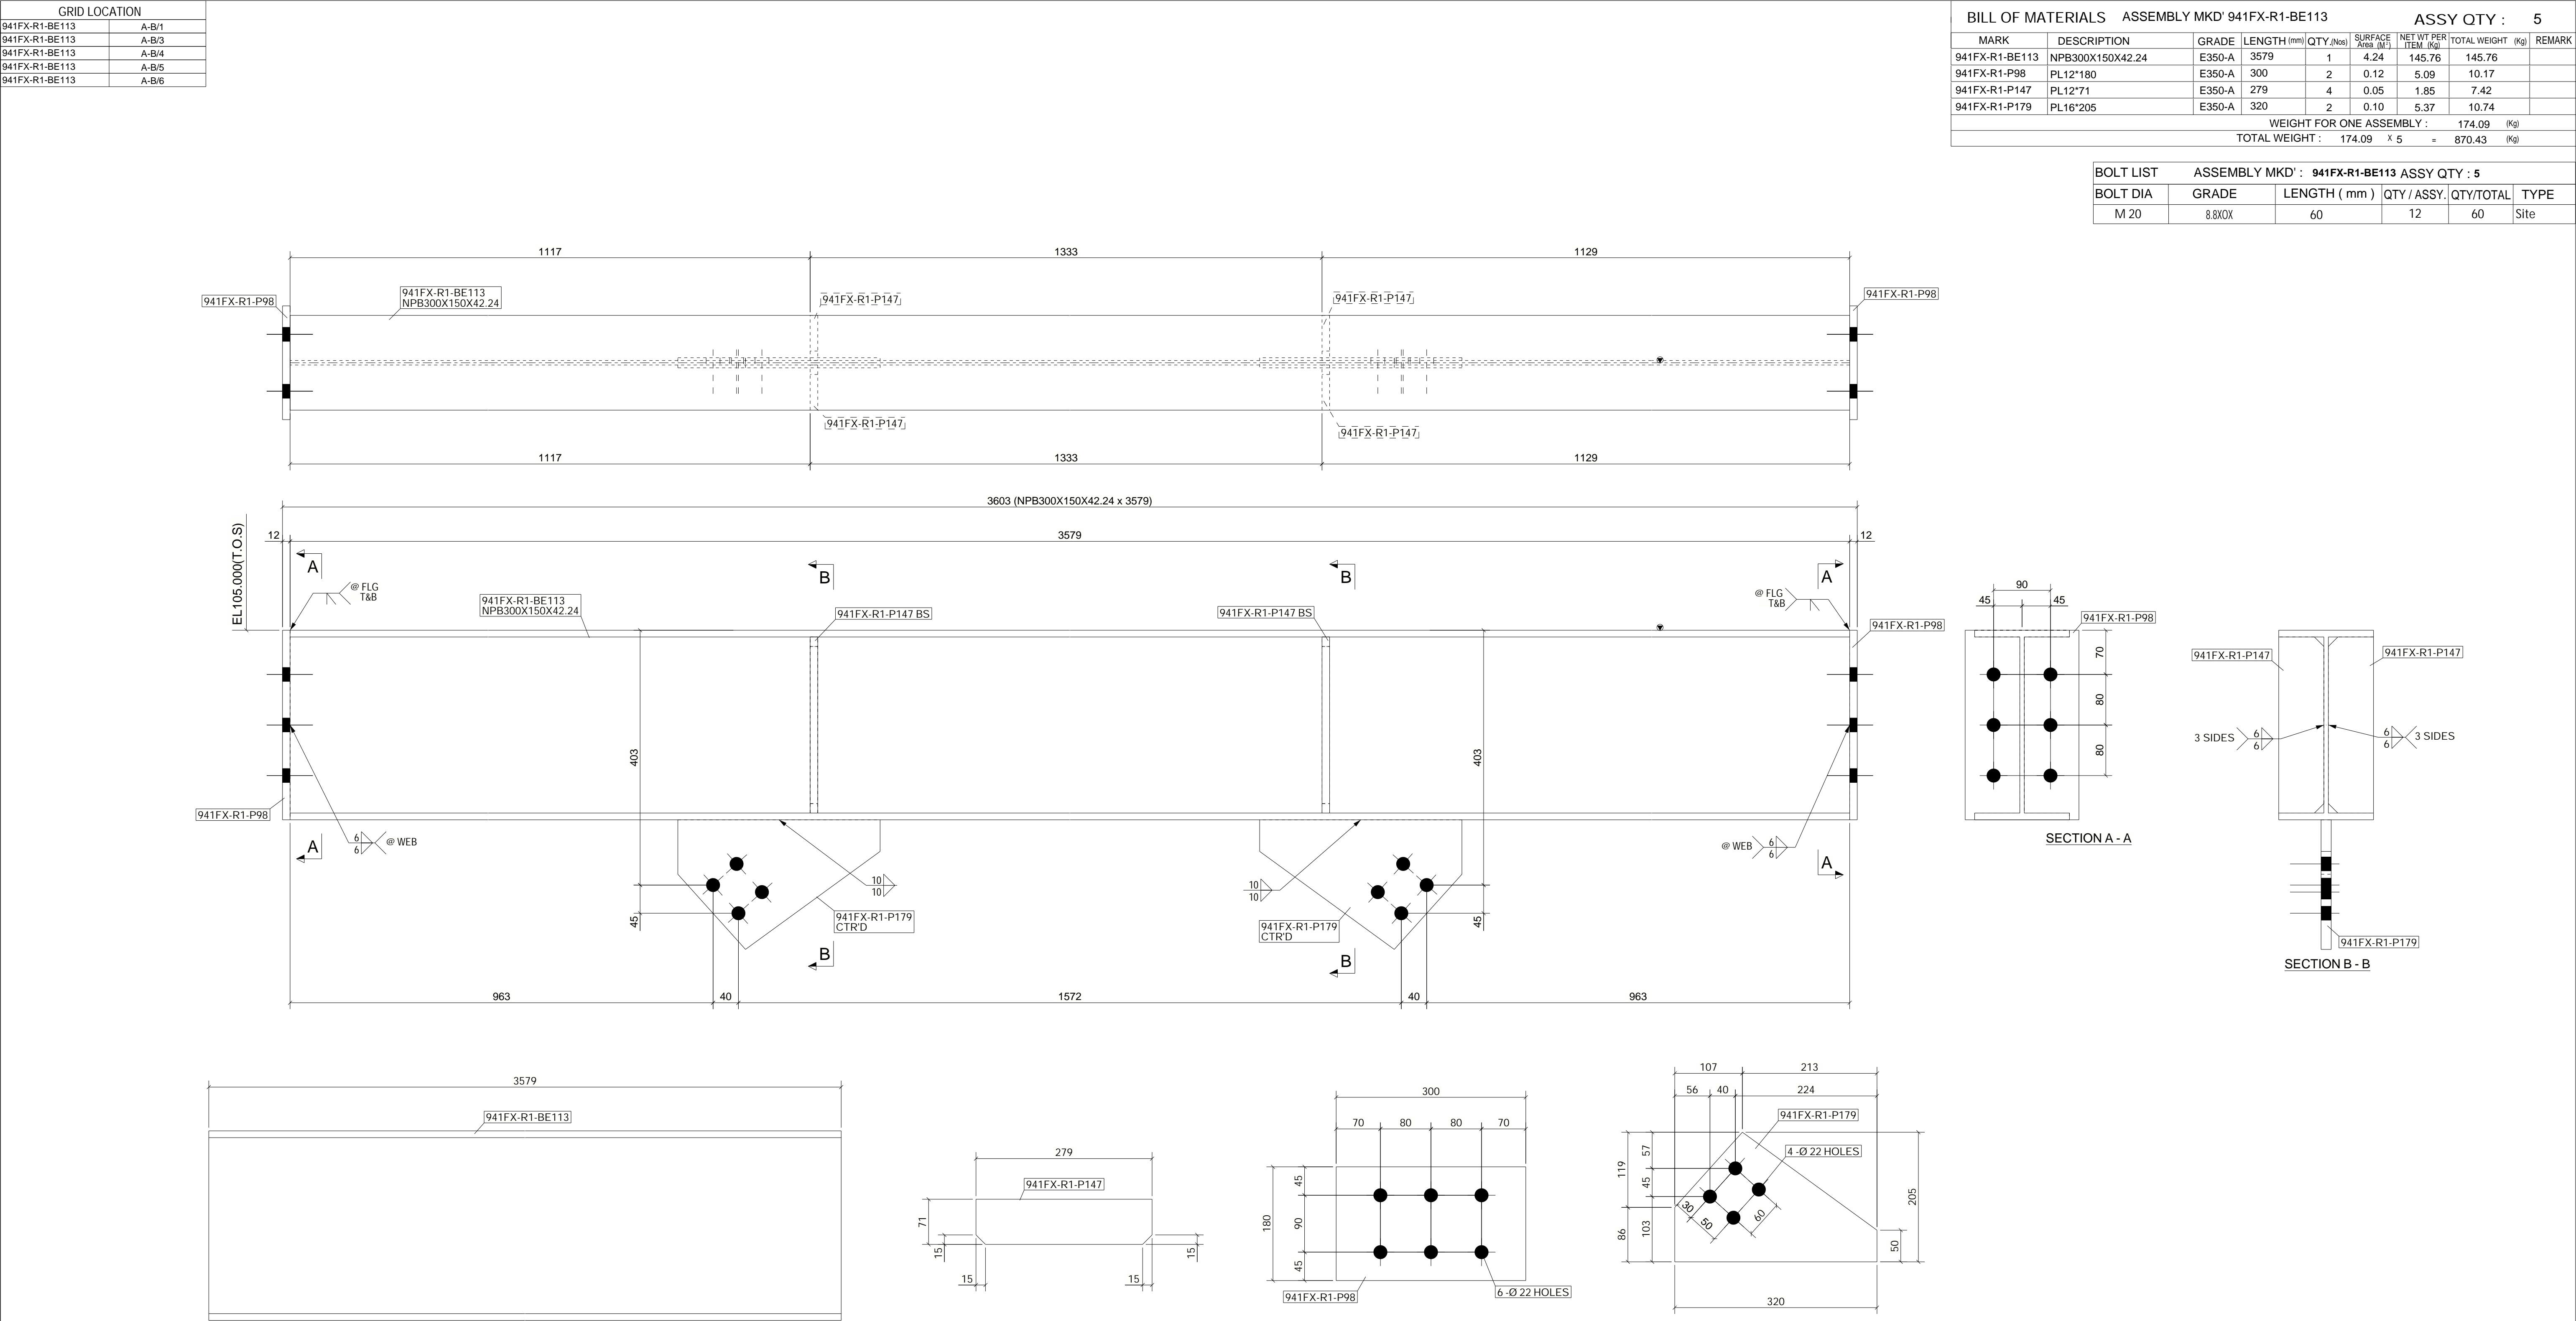 GRID LOCATION
941FX-R1-BE113 A-B/1
941FX-R1-BE113 A-B/3
941FX-R1-BE113 A-B/4
941FX-R1-BE113 A-B/5
941FX-R1-BE113 A-B/6
BILL OF MATERIALS ASSEMBLY MKD' 941FX-R1-BE113 ASSY QTY : 5
MARK DESCRIPTION GRADE LENGTH (mm) QTY.(Nos) SURFACE Area (M²) NET WT PER ITEM (Kg) TOTAL WEIGHT (Kg) REMARK
941FX-R1-BE113 NPB300X150X42.24 E350-A 3579 1 4.24 145.76 145.76
941FX-R1-P98 PL12*180 E350-A 300 2 0.12 5.09 10.17
941FX-R1-P147 PL12*71 E350-A 279 4 0.05 1.85 7.42
941FX-R1-P179 PL16*205 E350-A 320 2 0.10 5.37 10.74
WEIGHT FOR ONE ASSEMBLY : 174.09 (Kg)
TOTAL WEIGHT : 174.09 X 5 = 870.43 (Kg)
BOLT LIST ASSEMBLY MKD' : 941FX-R1-BE113 ASSY QTY : 5
BOLT DIA GRADE LENGTH ( mm ) QTY / ASSY. QTY/TOTAL TYPE
M 20 8.8XOX 60 12 60 Site
1117 1333 1129
941FX-R1-P98
941FX-R1-BE113
NPB300X150X42.24
941FX-R1-P147
941FX-R1-P147
941FX-R1-P98
941FX-R1-P147
941FX-R1-P147
1117 1333 1129
3603 (NPB300X150X42.24 x 3579)
12 3579 12
EL105.000(T.O.S)
A B B A
@ FLG
T&B
@ FLG
T&B
941FX-R1-BE113
NPB300X150X42.24
941FX-R1-P147 BS
941FX-R1-P147 BS
941FX-R1-P98
403 403
941FX-R1-P98
6
6
@ WEB
@ WEB
6
6
A A
10
10
10
10
45 45
941FX-R1-P179
CTR'D
941FX-R1-P179
CTR'D
B B
963 40 1572 40 963
90
45 45
941FX-R1-P98
70
80
80
SECTION A - A
941FX-R1-P147
941FX-R1-P147
3 SIDES
6
6
6
6
3 SIDES
941FX-R1-P179
SECTION B - B
3579
941FX-R1-BE113
279
941FX-R1-P147
71
15
15
15 15
300
70 80 80 70
180
45
90
45
941FX-R1-P98
6 -Ø 22 HOLES
107 213
56 40 224
941FX-R1-P179
4 -Ø 22 HOLES
119
86
57
45
103
30
50
60
205
50
320